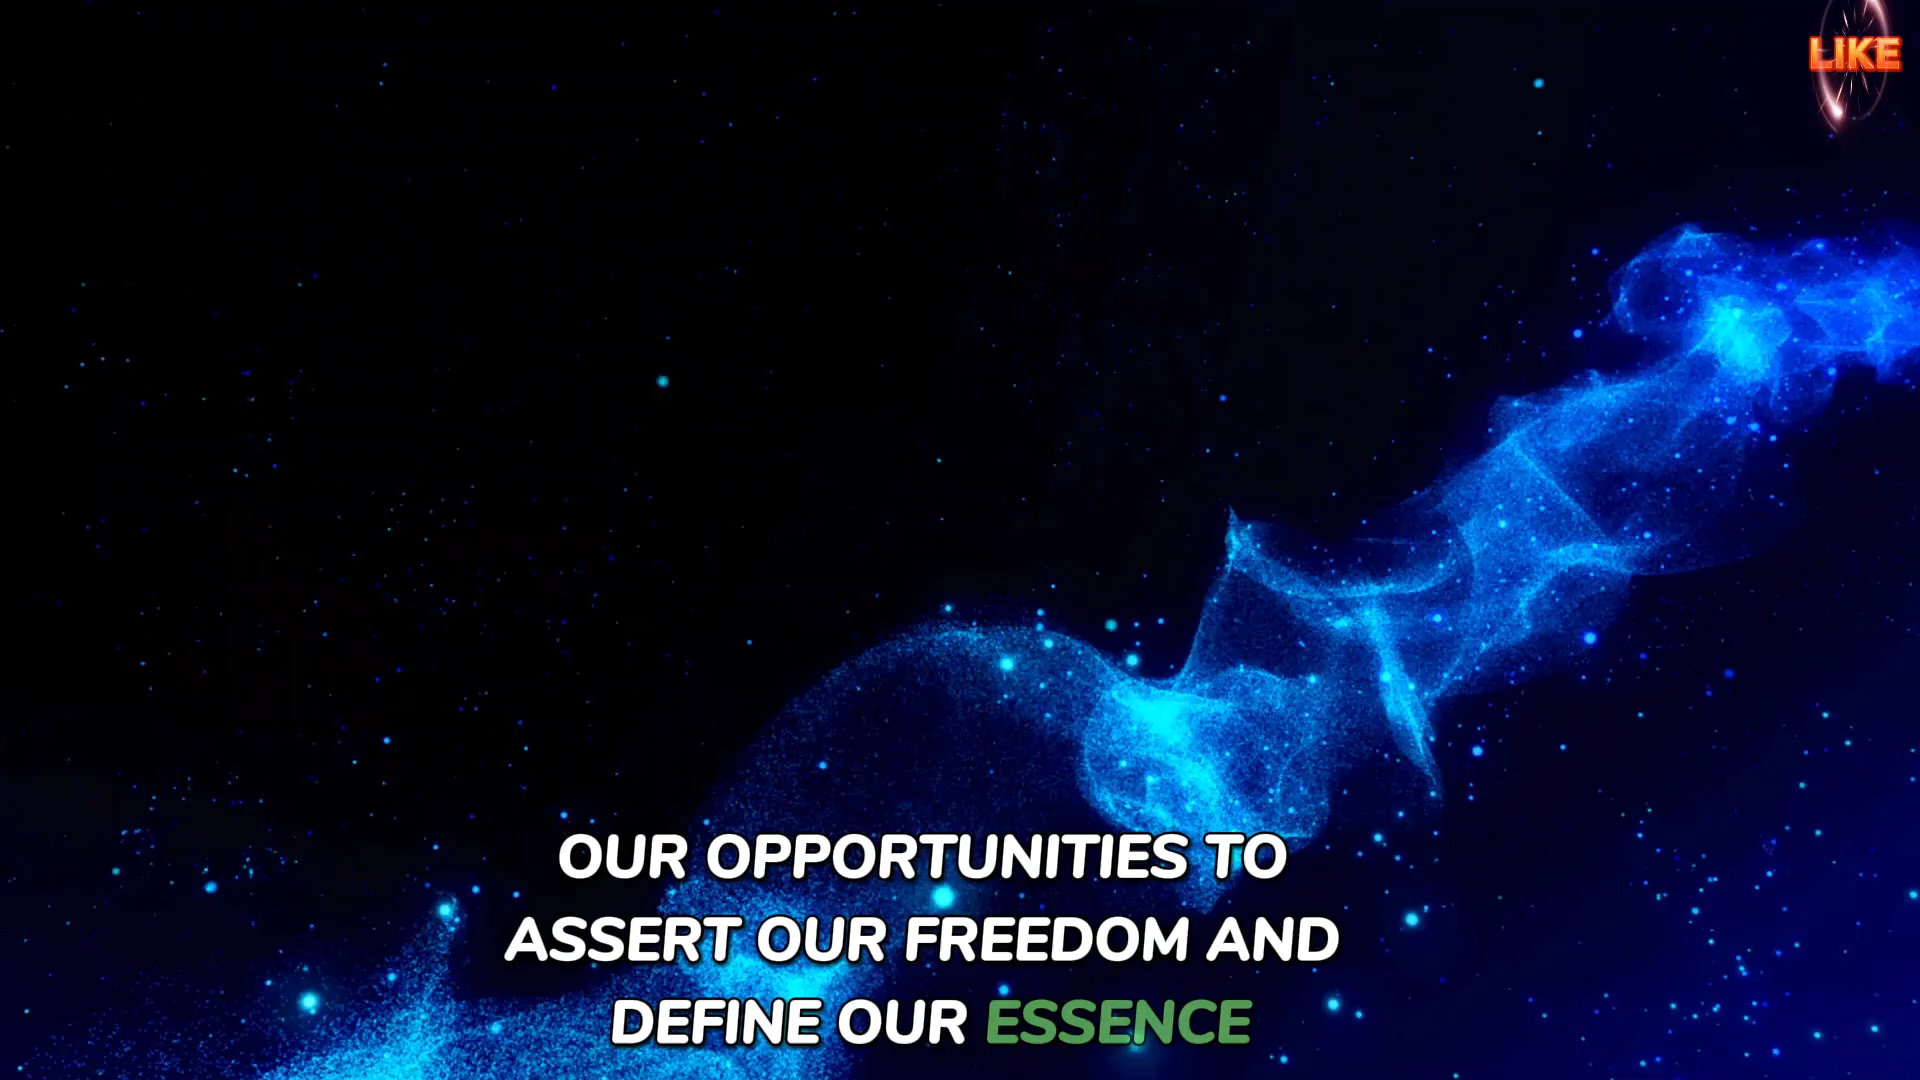 LIKE
OUR OPPORTUNITIES TO
ASSERT OUR FREEDOM AND
DEFINE OUR ESSENCE